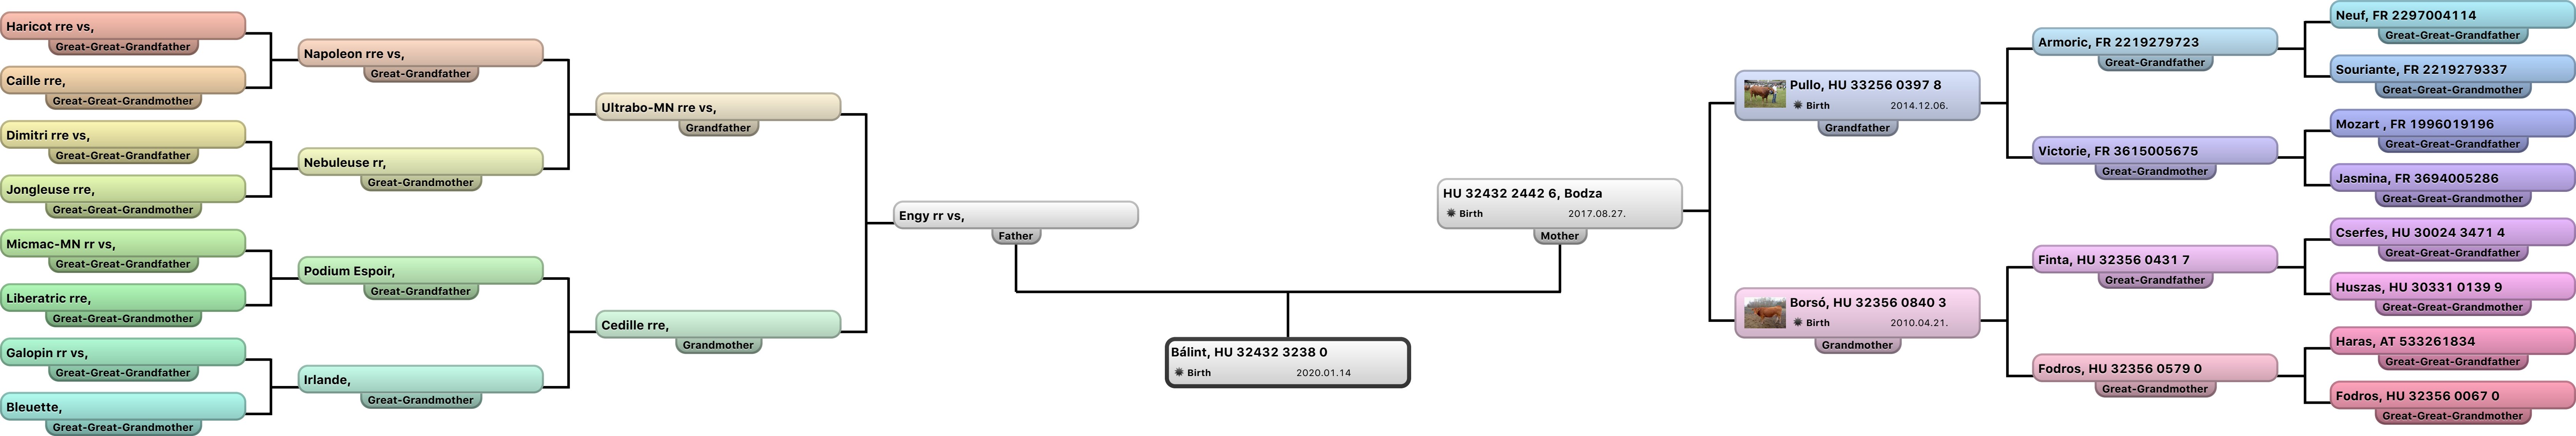 Haricot rre vs,
Great-Great-Grandfather
Caille rre,
Great-Great-Grandmother
Dimitri rre vs,
Great-Great-Grandfather
Jongleuse rre,
Great-Great-Grandmother
Micmac-MN rr vs,
Great-Great-Grandfather
Liberatric rre,
Great-Great-Grandmother
Galopin rr vs,
Great-Great-Grandfather
Bleuette,
Great-Great-Grandmother
Napoleon rre vs,
Great-Grandfather
Nebuleuse rr,
Great-Grandmother
Podium Espoir,
Great-Grandfather
Irlande,
Great-Grandmother
Ultrabo-MN rre vs,
Grandfather
Cedille rre,
Grandmother
Engy rr vs,
Father
Bálint, HU 32432 3238 0
Birth 2020.01.14
HU 32432 2442 6, Bodza
Birth 2017.08.27.
Mother
Pullo, HU 33256 0397 8
Birth 2014.12.06.
Grandfather
Borsó, HU 32356 0840 3
Birth 2010.04.21.
Grandmother
Armoric, FR 2219279723
Great-Grandfather
Victorie, FR 3615005675
Great-Grandmother
Finta, HU 32356 0431 7
Great-Grandfather
Fodros, HU 32356 0579 0
Great-Grandmother
Neuf, FR 2297004114
Great-Great-Grandfather
Souriante, FR 2219279337
Great-Great-Grandmother
Mozart , FR 1996019196
Great-Great-Grandfather
Jasmina, FR 3694005286
Great-Great-Grandmother
Cserfes, HU 30024 3471 4
Great-Great-Grandfather
Huszas, HU 30331 0139 9
Great-Great-Grandmother
Haras, AT 533261834
Great-Great-Grandfather
Fodros, HU 32356 0067 0
Great-Great-Grandmother